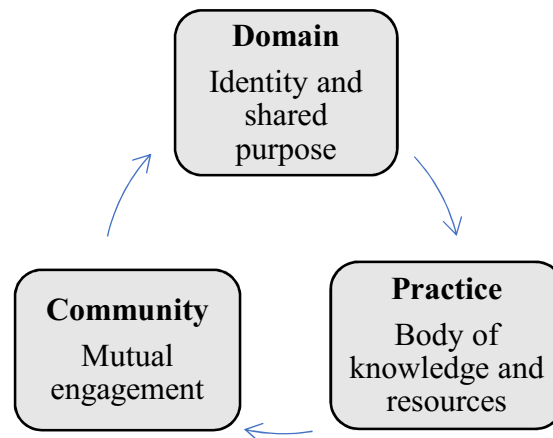 Domain
Identity and
shared
purpose
Community
Mutual
engagement
Practice
Body of
knowledge and
resources